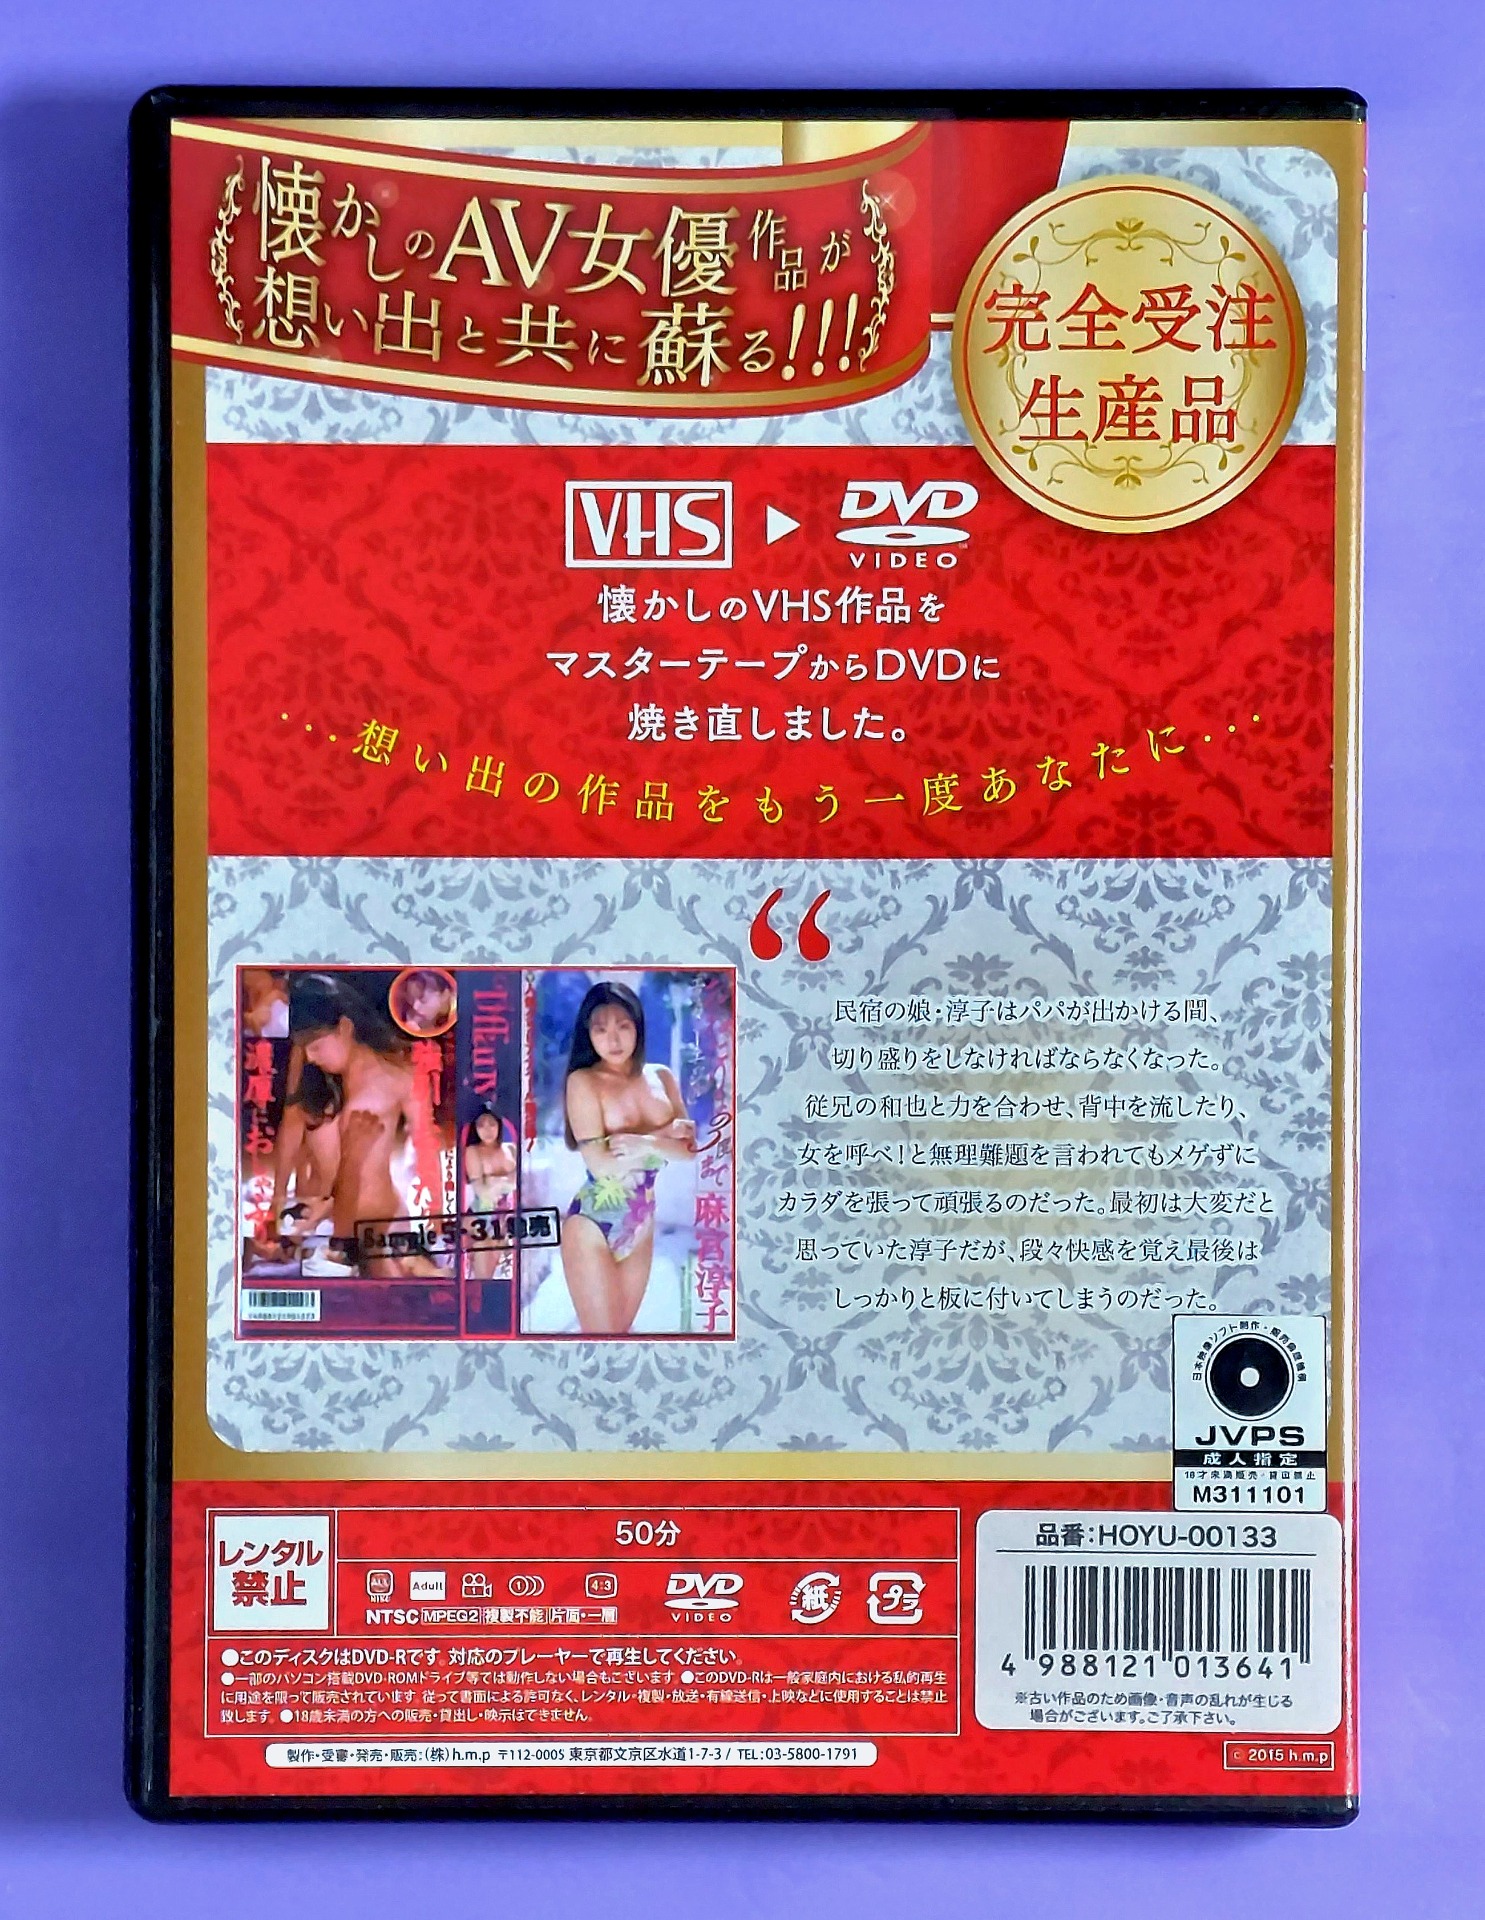 懐かしのAV女優作品が
想い出と共に蘇る!!!
完全受注
生産品
VHS
DVD
VIDEO
懐かしのVHS作品を
マスターテープからDVDに
焼き直しました。
･･･想い出の作品をもう一度あなたに･･･
“
民宿の娘・淳子はパパが出かける間、
切り盛りをしなければならなくなった。
従兄の和也と力を合わせ、背中を流したり、
女を呼べ!と無理難題を言われてもメゲずに
カラダを張って頑張るのだった。最初は大変だと
思っていた淳子だが、段々快感を覚え最後は
しっかりと板に付いてしまうのだった。
Tiffany
麻宮淳子
Sample 5・31発売
JVPS
成人指定
18才未満販売・貸出禁止
M311101
レンタル
禁止
50分
ALL
NTSC
Adult
1
4:3
DVD
VIDEO
紙
プラ
NTSC MPEG2 複製不能 片面・一層
●このディスクはDVD-Rです。対応のプレーヤーで再生してください。
●一部のパソコン搭載DVD-ROMドライブ等では動作しない場合もございます ●このDVD-Rは一般家庭内における私的再生
に用途を限って販売されています 従って書面による許可なく、レンタル・複製・放送・有線送信・上映などに使用することは禁止
致します。 ●18歳未満の方への販売・貸出し・映示はできません。
製作・受審・発売・販売:(株)h.m.p 〒112-0005 東京都文京区水道1-7-3 / TEL:03-5800-1791
品番:HOYU-00133
4 988121 013641
※古い作品のため画像・音声の乱れが生じる
場合がございます。ご了承下さい。
© 2015 h.m.p